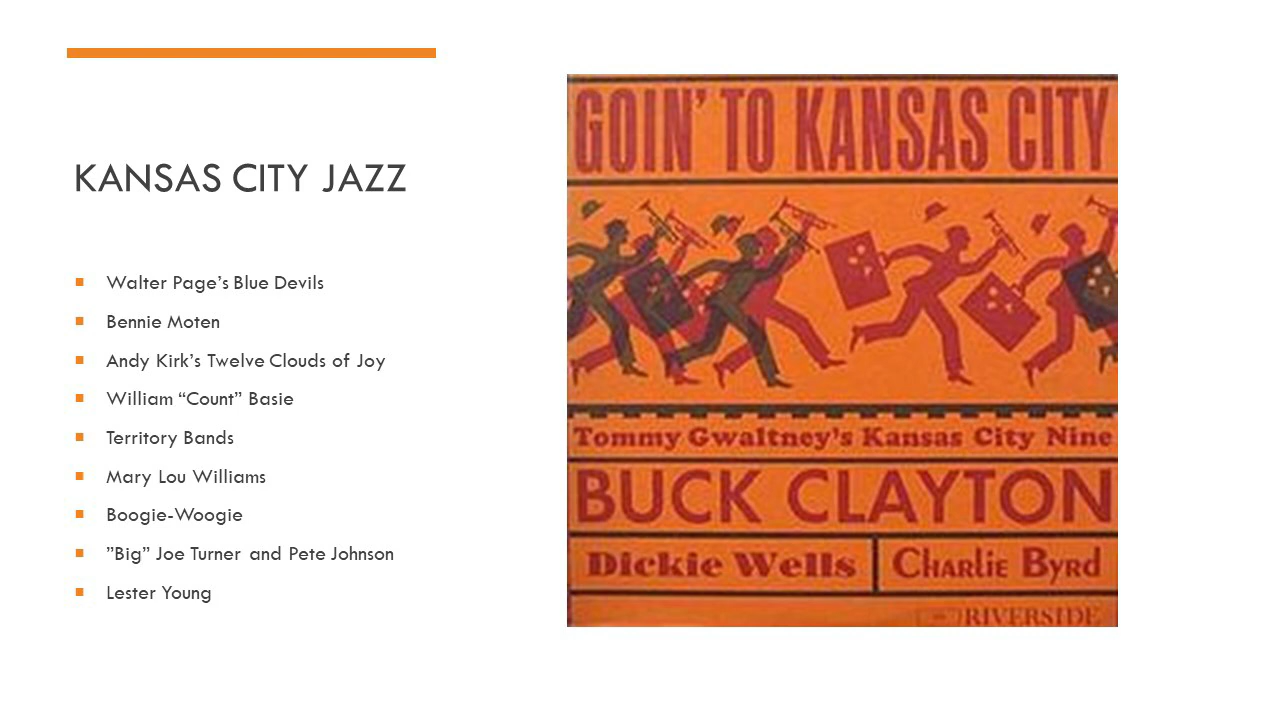 KANSAS CITY JAZZ
Walter Page’s Blue Devils
Bennie Moten
Andy Kirk’s Twelve Clouds of Joy
William “Count” Basie
Territory Bands
Mary Lou Williams
Boogie-Woogie
”Big” Joe Turner and Pete Johnson
Lester Young
GOIN’ TO KANSAS CITY
Tommy Gwaltney’s Kansas City Nine
BUCK CLAYTON
Dickie Wells
Charlie Byrd
RIVERSIDE